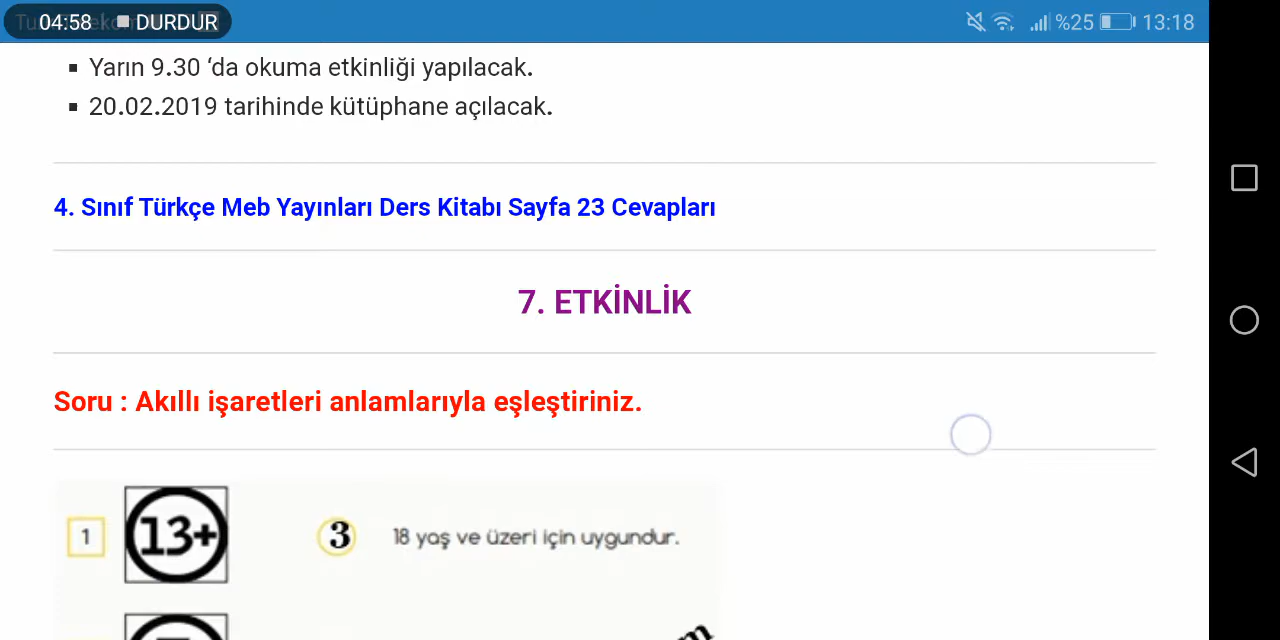 04:58 DURDUR %25 13:18
Yarın 9.30 ‘da okuma etkinliği yapılacak.
20.02.2019 tarihinde kütüphane açılacak.
4. Sınıf Türkçe Meb Yayınları Ders Kitabı Sayfa 23 Cevapları
7. ETKİNLİK
Soru : Akıllı işaretleri anlamlarıyla eşleştiriniz.
1 13+ 3 18 yaş ve üzeri için uygundur.